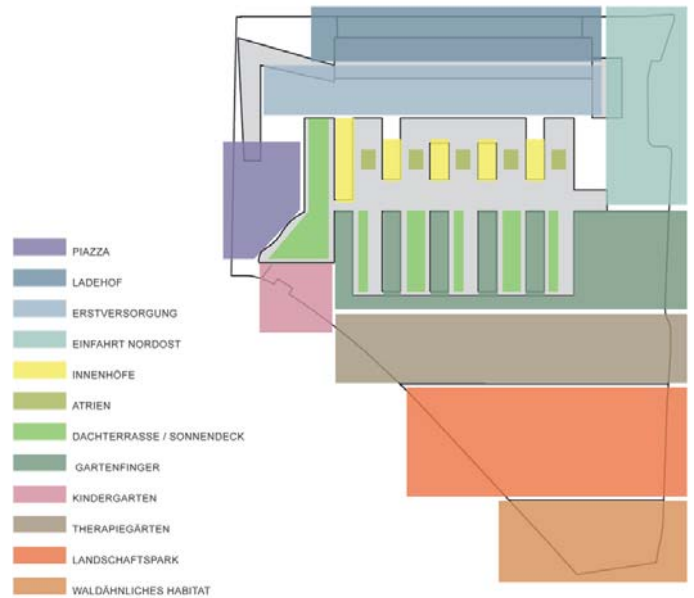 PIAZZA
LADEHOF
ERSTVERSORGUNG
EINFAHRT NORDOST
INNENHÖFE
ATRIEN
DACHTERRASSE / SONNENDECK
GARTENFINGER
KINDERGARTEN
THERAPIEGÄRTEN
LANDSCHAFTSPARK
WALDÄHNLICHES HABITAT